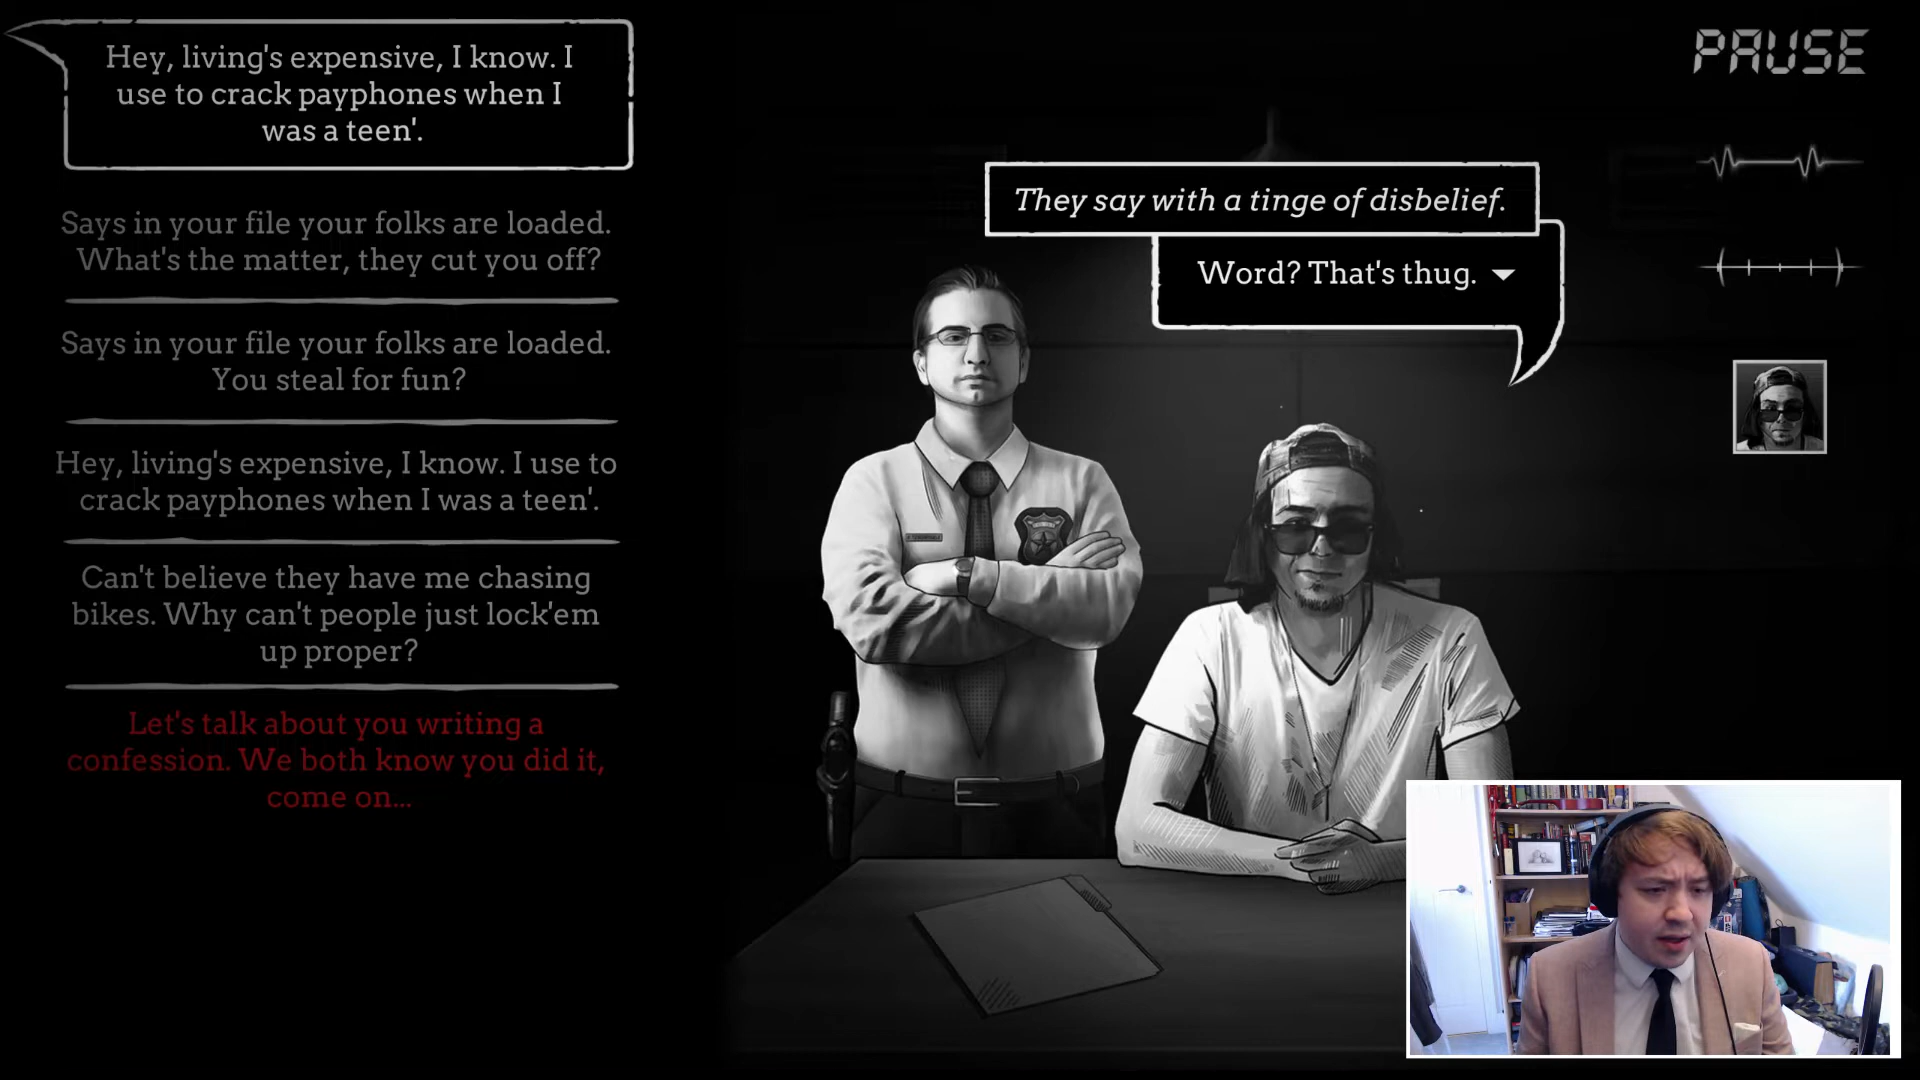 Hey, living's expensive, I know. I
use to crack payphones when I
was a teen'.
Says in your file your folks are loaded.
What's the matter, they cut you off?
Says in your file your folks are loaded.
You steal for fun?
Hey, living's expensive, I know. I use to
crack payphones when I was a teen'.
Can't believe they have me chasing
bikes. Why can't people just lock'em
up proper?
Let's talk about you writing a
confession. We both know you did it,
come on...
PAUSE
They say with a tinge of disbelief.
Word? That's thug.